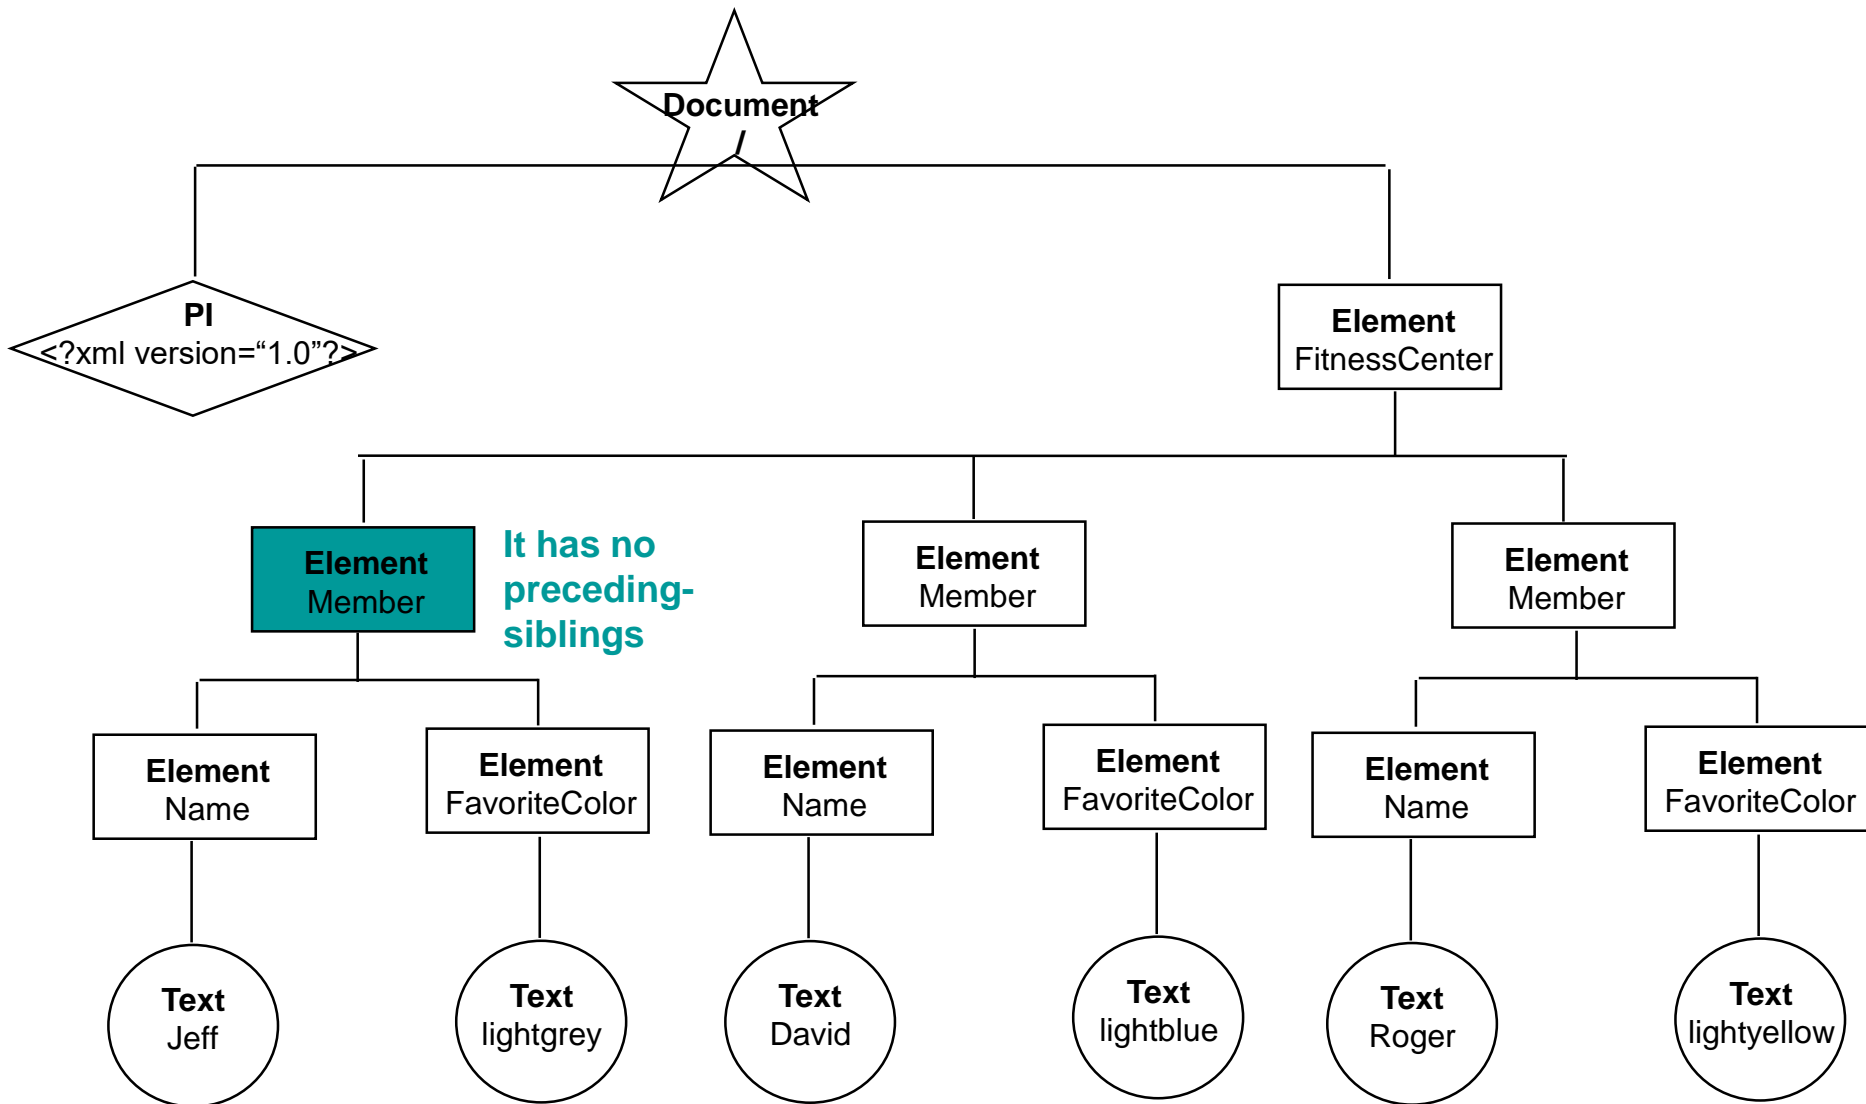 Document
/
PI
<?xml version=“1.0”?>
Element
FitnessCenter
Element
Member
It has no
preceding-
siblings
Element
Member
Element
Member
Element
Name
Element
FavoriteColor
Element
Name
Element
FavoriteColor
Element
Name
Element
FavoriteColor
Text
Jeff
Text
lightgrey
Text
David
Text
lightblue
Text
Roger
Text
lightyellow